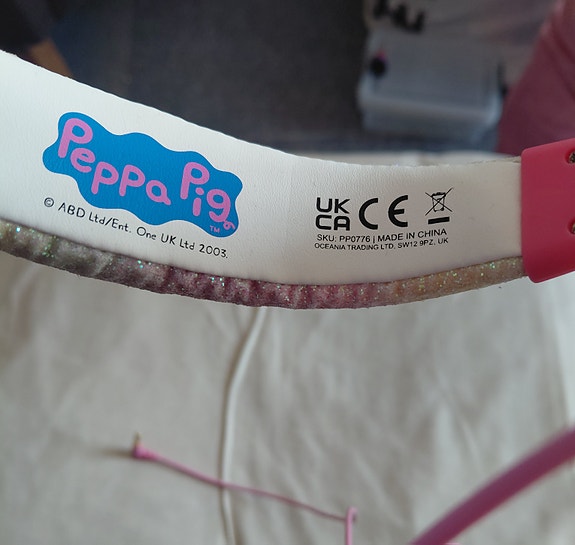 Peppa Pig
TM
© ABD Ltd/Ent. One UK Ltd 2003.
UK
CA CE
SKU: PP0776 | MADE IN CHINA
OCEANIA TRADING LTD, SW12 9PZ, UK